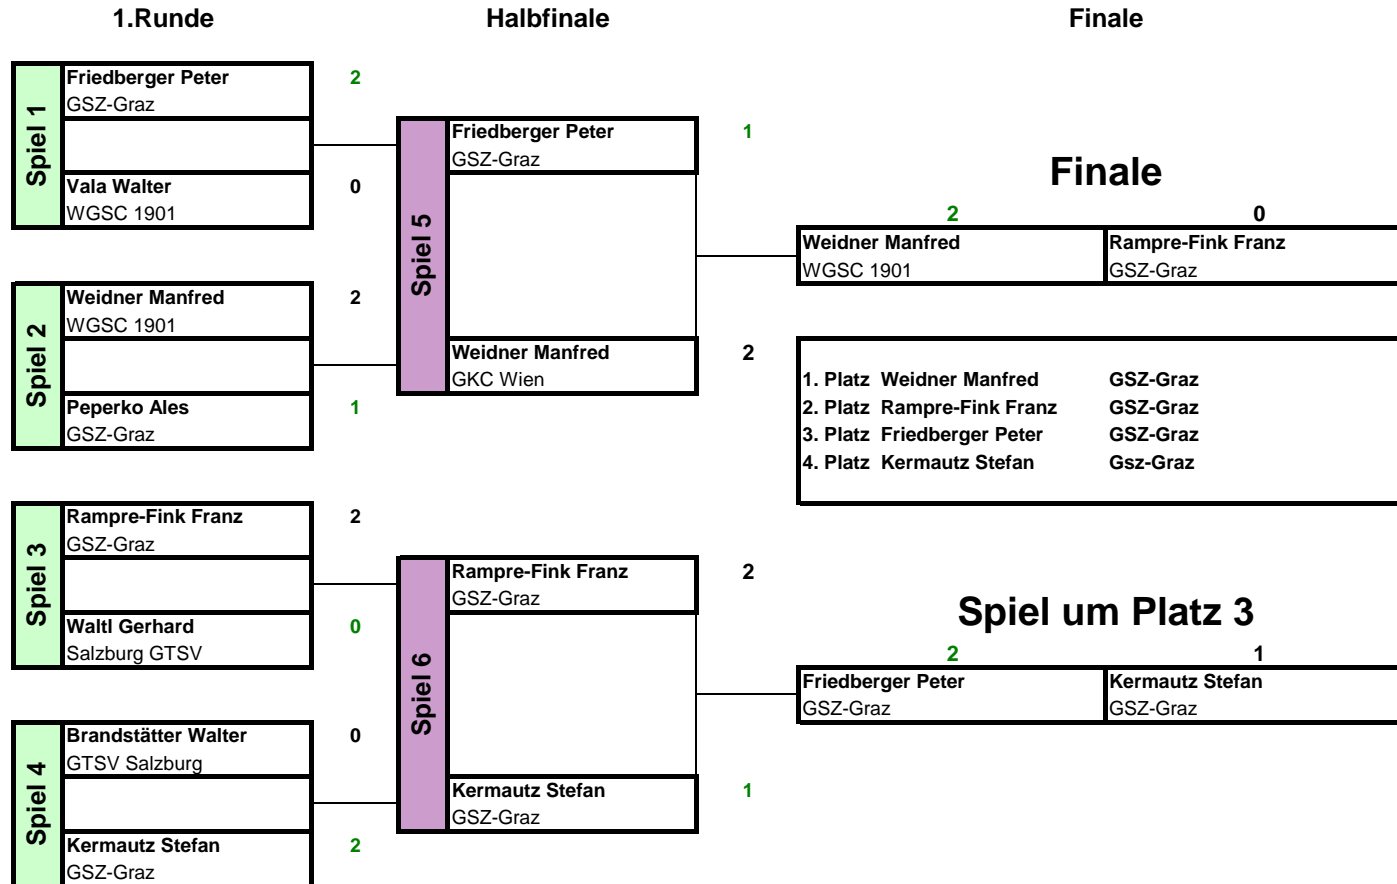 1.Runde
Halbfinale
Finale
Spiel 1
Friedberger Peter
GSZ-Graz
2
Vala Walter
WGSC 1901
0
Spiel 2
Weidner Manfred
WGSC 1901
2
Peperko Ales
GSZ-Graz
1
Spiel 3
Rampre-Fink Franz
GSZ-Graz
2
Waltl Gerhard
Salzburg GTSV
0
Spiel 4
Brandstätter Walter
GTSV Salzburg
0
Kermautz Stefan
GSZ-Graz
2
Spiel 5
Friedberger Peter
GSZ-Graz
1
Weidner Manfred
GKC Wien
2
Spiel 6
Rampre-Fink Franz
GSZ-Graz
2
Kermautz Stefan
GSZ-Graz
1
Finale
2 0
Weidner Manfred Rampre-Fink Franz
WGSC 1901 GSZ-Graz
1. Platz Weidner Manfred GSZ-Graz
2. Platz Rampre-Fink Franz GSZ-Graz
3. Platz Friedberger Peter GSZ-Graz
4. Platz Kermautz Stefan Gsz-Graz
Spiel um Platz 3
2 1
Friedberger Peter Kermautz Stefan
GSZ-Graz GSZ-Graz